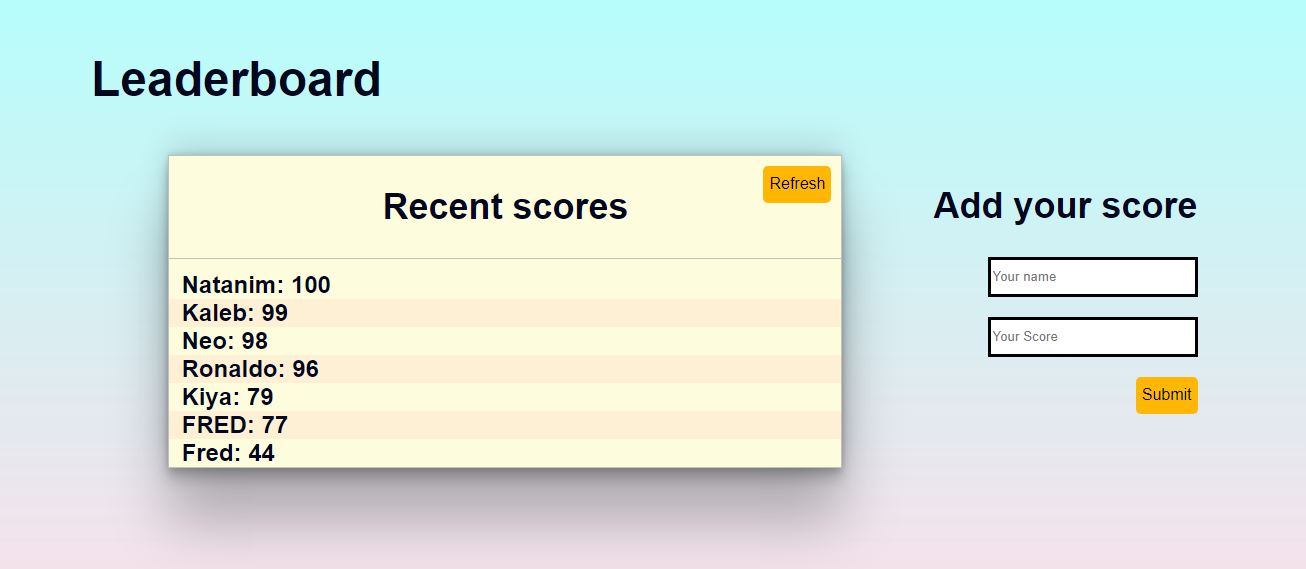 Leaderboard
Recent scores
Refresh
Natanim: 100
Kaleb: 99
Neo: 98
Ronaldo: 96
Kiya: 79
FRED: 77
Fred: 44
Add your score
Your name
Your Score
Submit